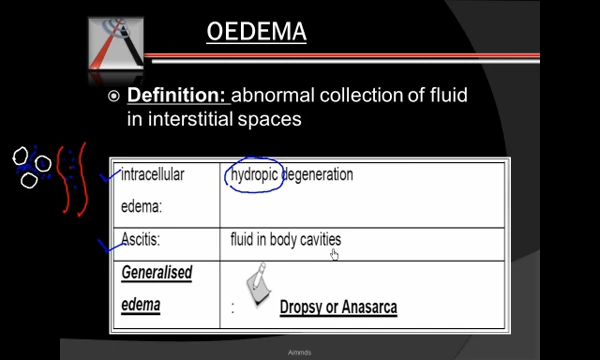 OEDEMA
Definition: abnormal collection of fluid
in interstitial spaces
intracellular
edema:
hydropic degeneration
Ascitis:
fluid in body cavities
Generalised
edema
: Dropsy or Anasarca
Aimmds